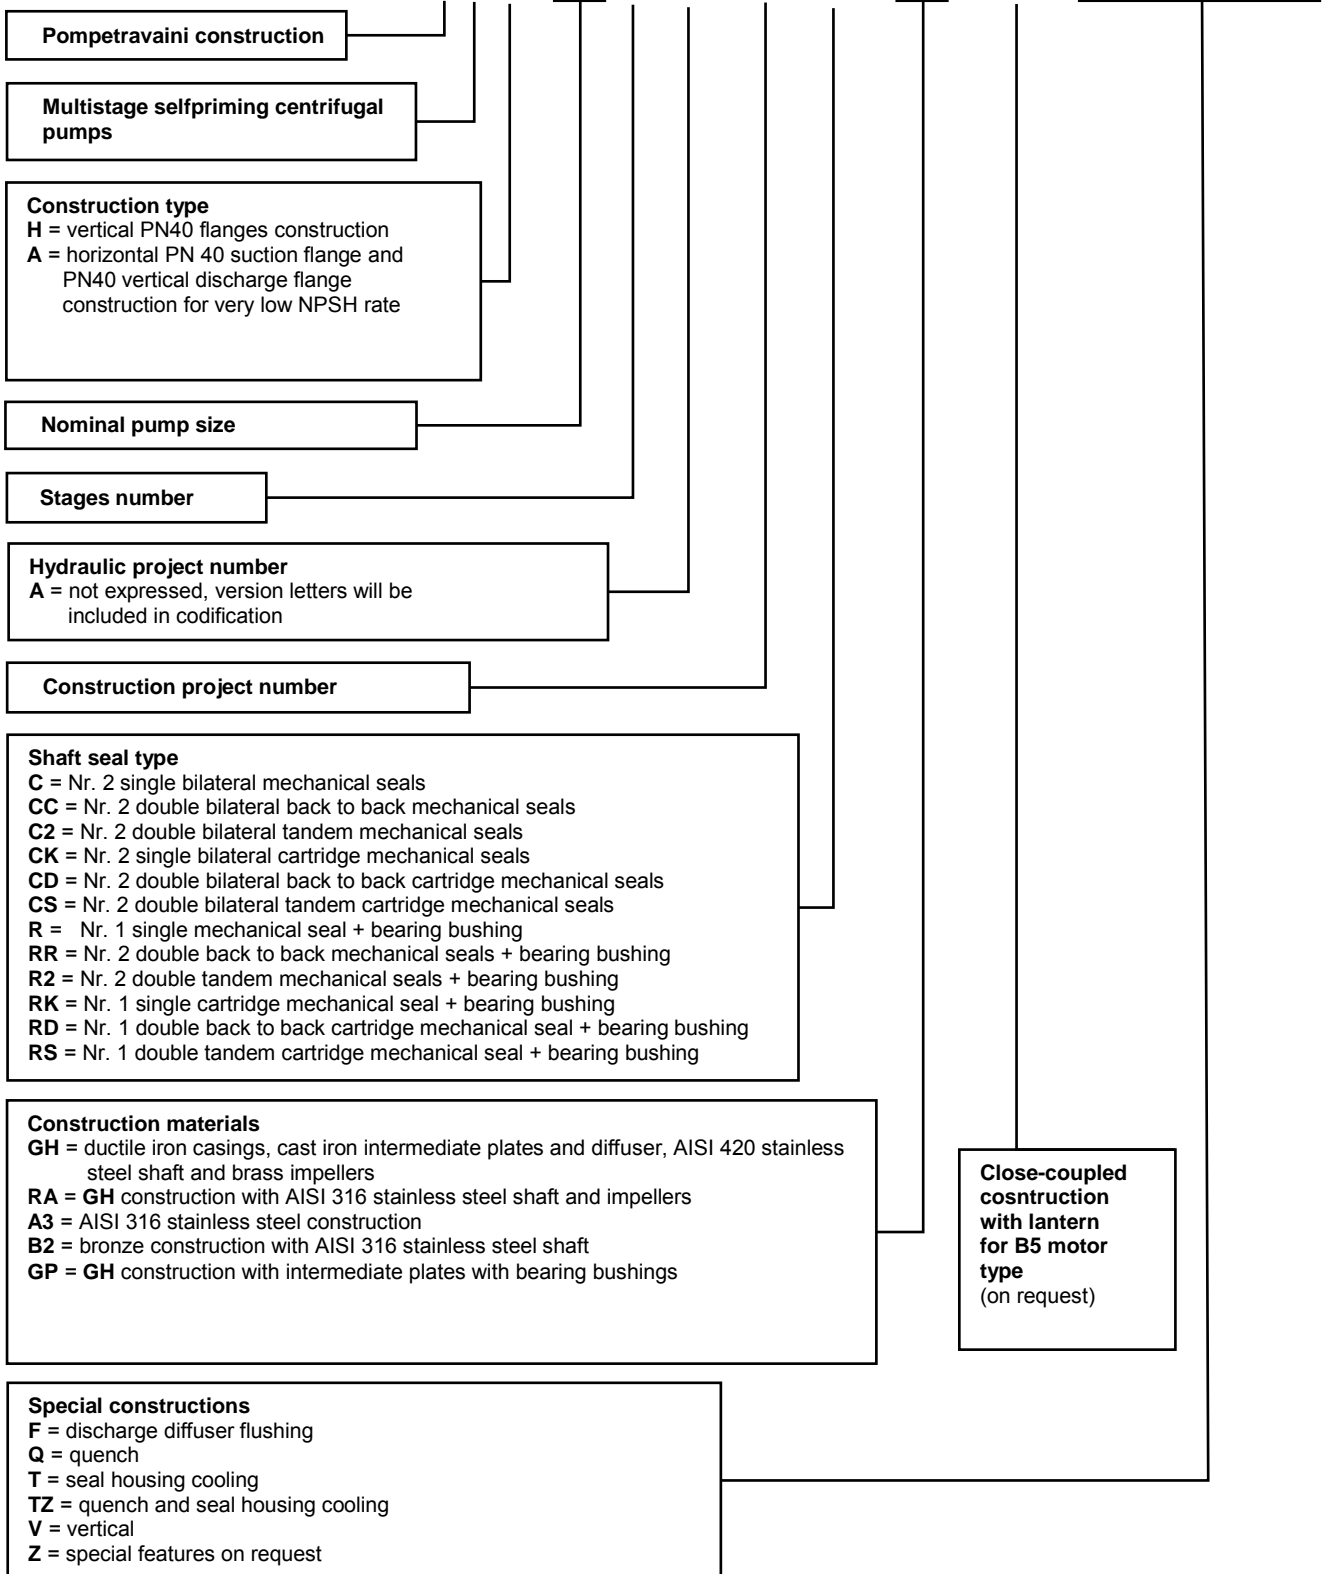 Pompetravaini construction
Multistage selfpriming centrifugal
pumps
Construction type
H = vertical PN40 flanges construction
A = horizontal PN 40 suction flange and
PN40 vertical discharge flange
construction for very low NPSH rate
Nominal pump size
Stages number
Hydraulic project number
A = not expressed, version letters will be
included in codification
Construction project number
Shaft seal type
C = Nr. 2 single bilateral mechanical seals
CC = Nr. 2 double bilateral back to back mechanical seals
C2 = Nr. 2 double bilateral tandem mechanical seals
CK = Nr. 2 single bilateral cartridge mechanical seals
CD = Nr. 2 double bilateral back to back cartridge mechanical seals
CS = Nr. 2 double bilateral tandem cartridge mechanical seals
R = Nr. 1 single mechanical seal + bearing bushing
RR = Nr. 2 double back to back mechanical seals + bearing bushing
R2 = Nr. 2 double tandem mechanical seals + bearing bushing
RK = Nr. 1 single cartridge mechanical seal + bearing bushing
RD = Nr. 1 double back to back cartridge mechanical seal + bearing bushing
RS = Nr. 1 double tandem cartridge mechanical seal + bearing bushing
Construction materials
GH = ductile iron casings, cast iron intermediate plates and diffuser, AISI 420 stainless
steel shaft and brass impellers
RA = GH construction with AISI 316 stainless steel shaft and impellers
A3 = AISI 316 stainless steel construction
B2 = bronze construction with AISI 316 stainless steel shaft
GP = GH construction with intermediate plates with bearing bushings
Close-coupled
cosntruction
with lantern
for B5 motor
type
(on request)
Special constructions
F = discharge diffuser flushing
Q = quench
T = seal housing cooling
TZ = quench and seal housing cooling
V = vertical
Z = special features on request